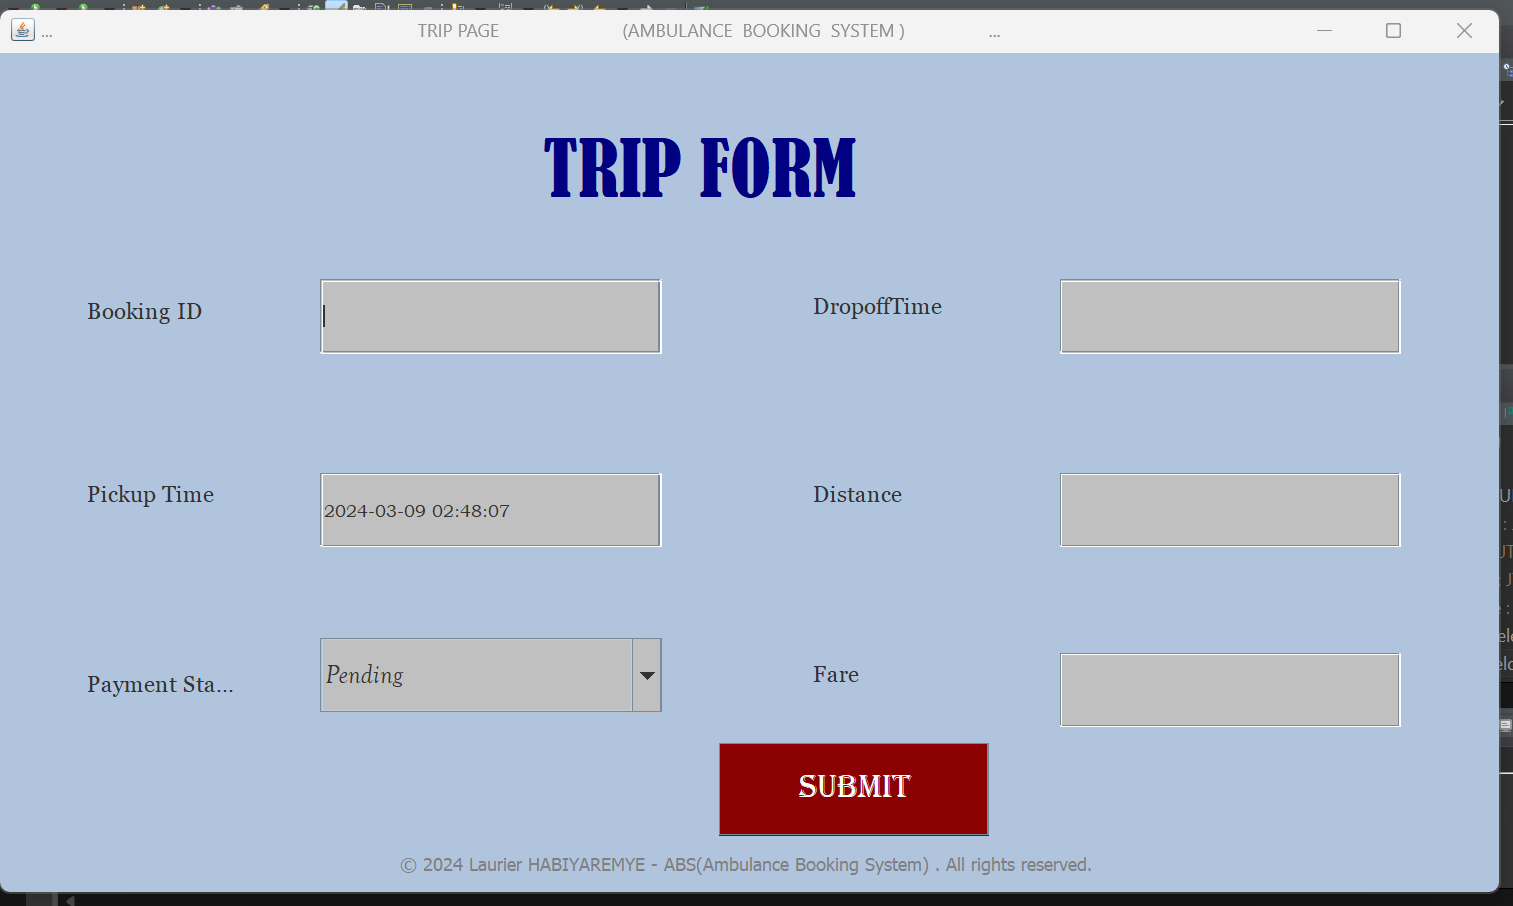 ... TRIP PAGE (AMBULANCE BOOKING SYSTEM ) ...
TRIP FORM
Booking ID
DropoffTime
Pickup Time
2024-03-09 02:48:07
Distance
Payment Sta...
Pending
Fare
SUBMIT
© 2024 Laurier HABIYAREMYE - ABS(Ambulance Booking System) . All rights reserved.